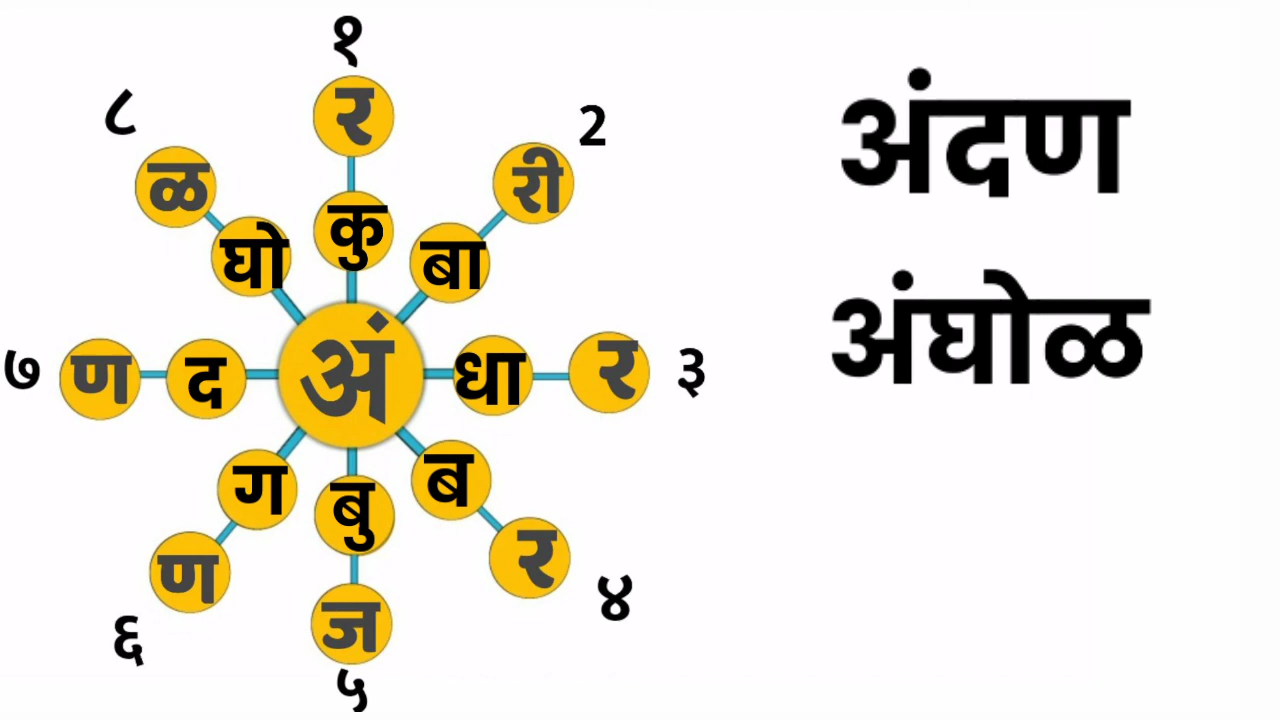 १
र
कु
2
री
बा
३
र
धा
४
र
ब
५
ज
बु
६
ण
ग
७
ण
द
८
ळ
घो
अं
अंदण
अंघोळ